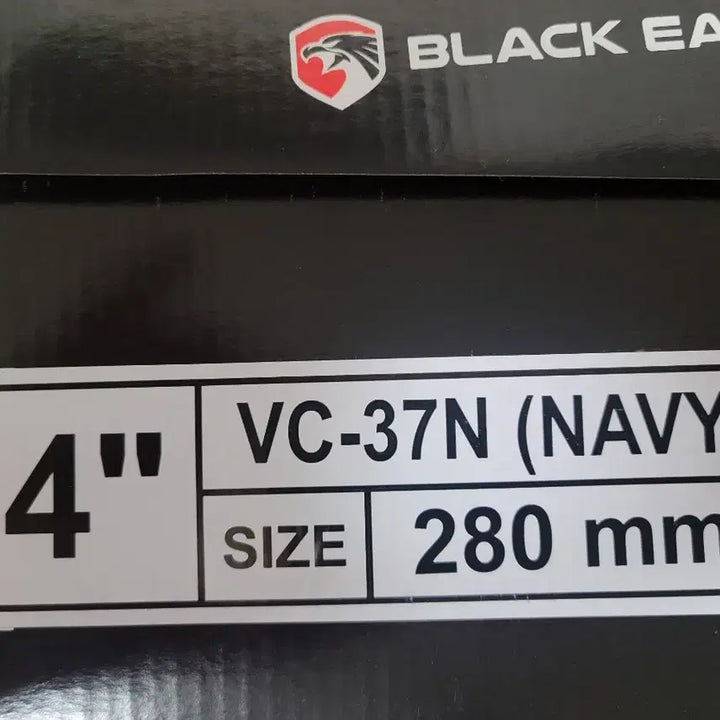 BLACK EA
4"
VC-37N (NAVY
SIZE
280 mm